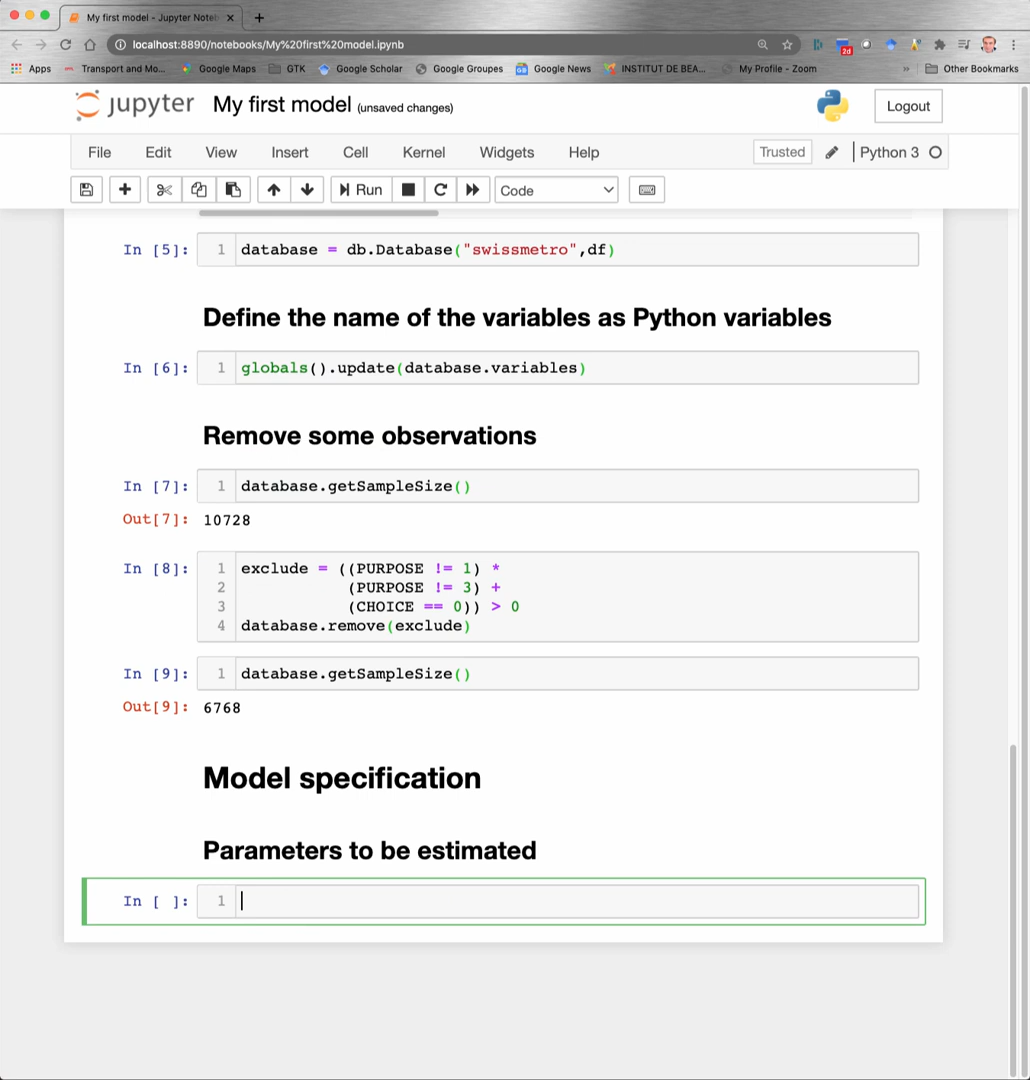 My first model - Jupyter Noteb
localhost:8890/notebooks/My%20first%20model.ipynb
2d
Apps
Transport and Mo...
Google Maps
GTK
Google Scholar
Google Groupes
Google News
INSTITUT DE BEA...
My Profile - Zoom
»
Other Bookmarks
jupyter My first model (unsaved changes)
Logout
File Edit View Insert Cell Kernel Widgets Help
Trusted
Python 3
Run
Code
In [5]: 1 database = db.Database("swissmetro",df)
Define the name of the variables as Python variables
In [6]: 1 globals().update(database.variables)
Remove some observations
In [7]: 1 database.getSampleSize()
Out[7]: 10728
In [8]: 1 exclude = ((PURPOSE != 1) *
2 (PURPOSE != 3) +
3 (CHOICE == 0)) > 0
4 database.remove(exclude)
In [9]: 1 database.getSampleSize()
Out[9]: 6768
Model specification
Parameters to be estimated
In [ ]: 1